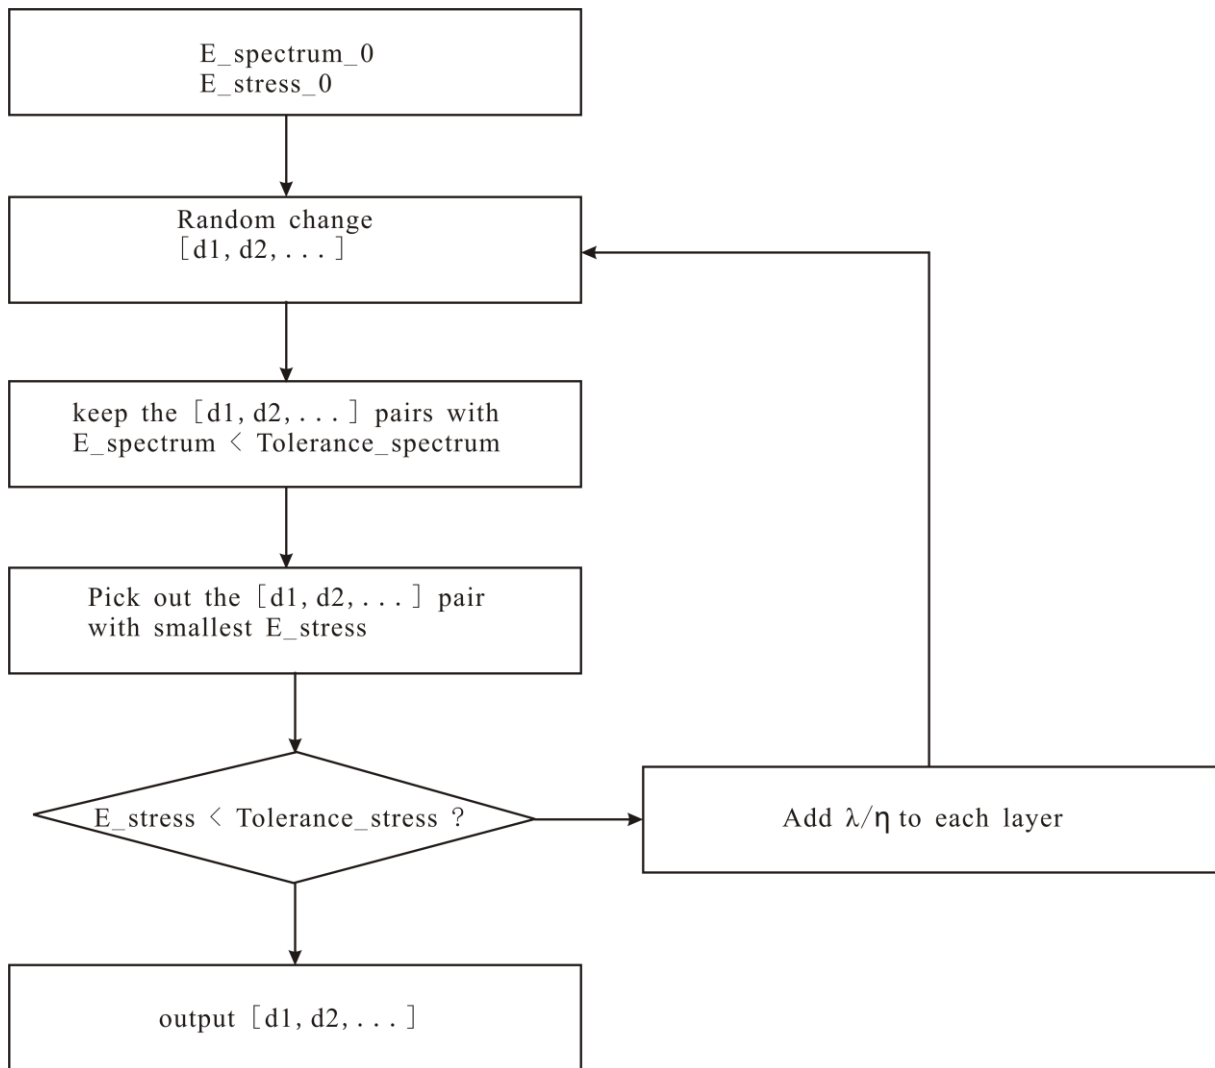 E_spectrum_0
E_stress_0
Random change
[d1, d2, ...]
keep the [d1, d2, ...] pairs with
E_spectrum < Tolerance_spectrum
Pick out the [d1, d2, ...] pair
with smallest E_stress
E_stress < Tolerance_stress ?
Add λ/η to each layer
output [d1, d2, ...]